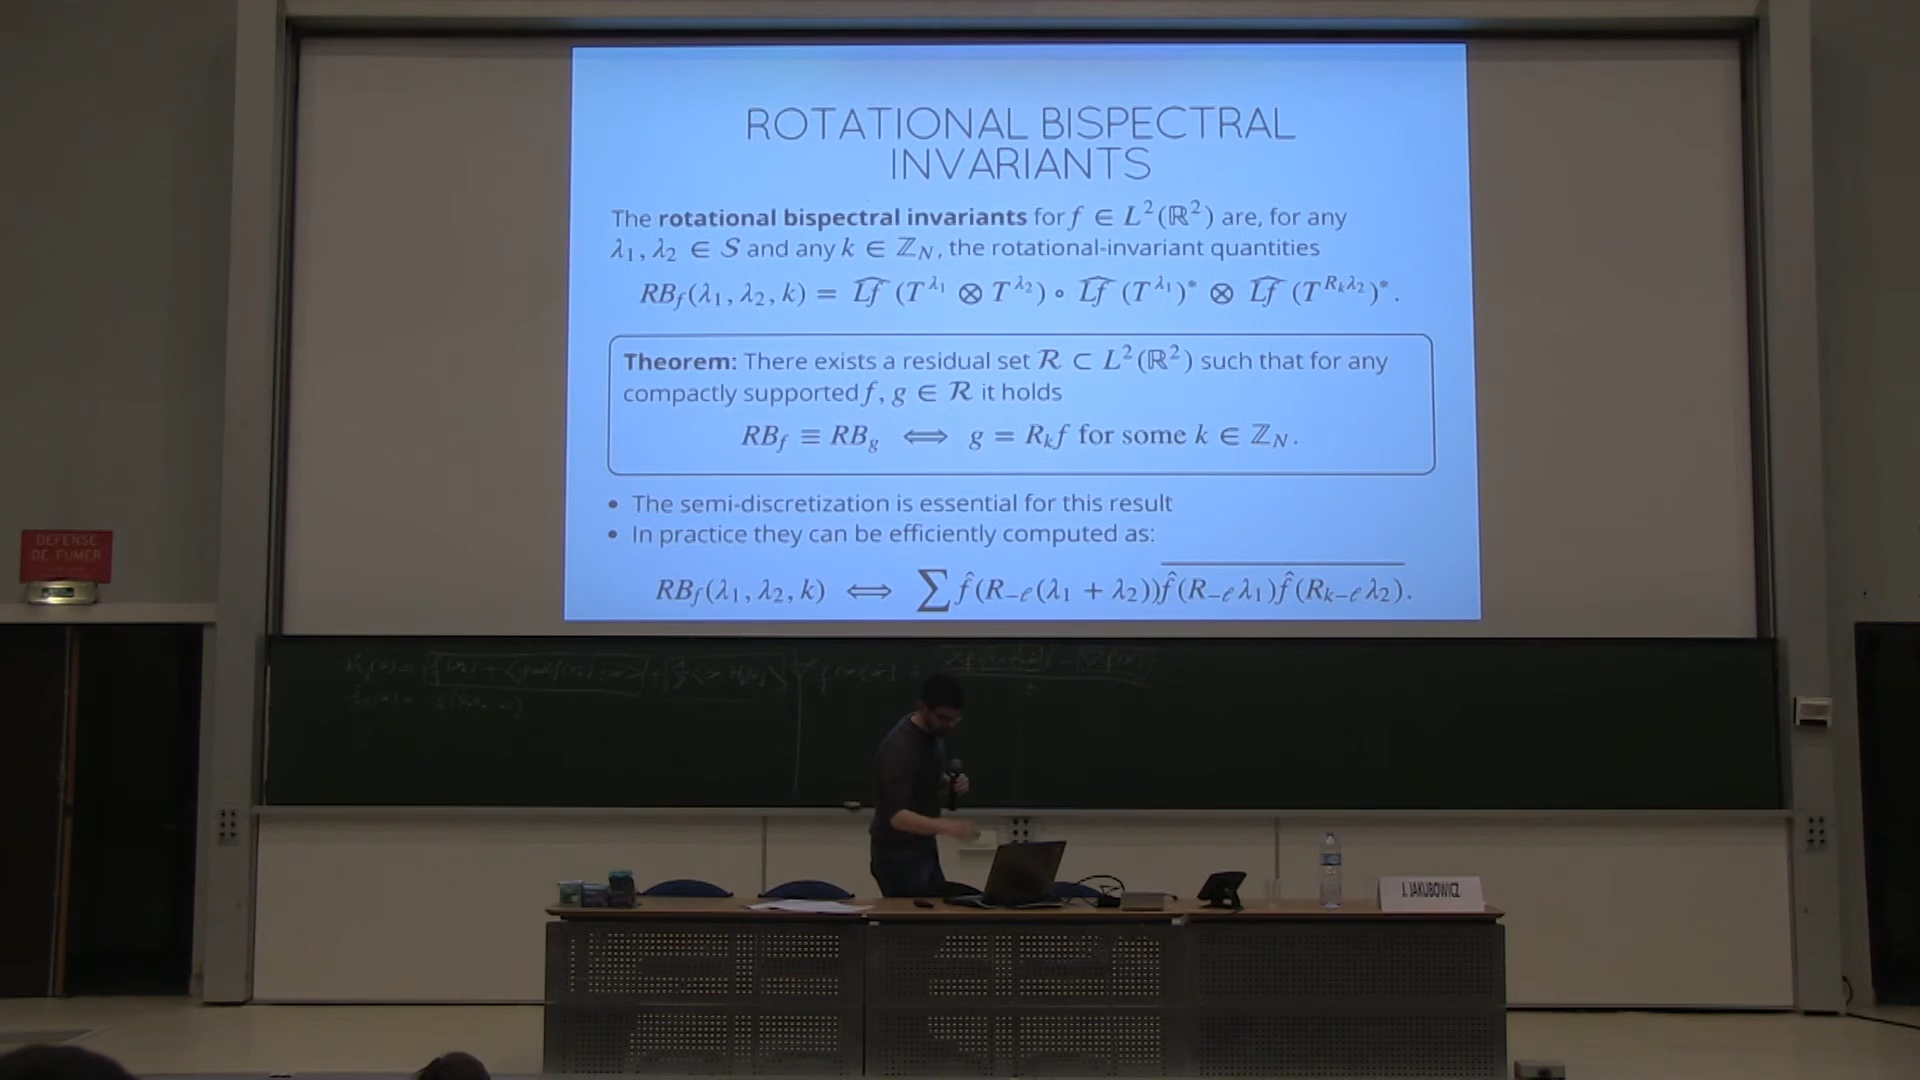 ROTATIONAL BISPECTRAL
INVARIANTS
The rotational bispectral invariants for f ∈ L²(ℝ²) are, for any
λ₁, λ₂ ∈ S and any k ∈ ℤ_N, the rotational-invariant quantities
RB_f(λ₁, λ₂, k) = \widehat{Lf}(T^{λ₁} ⊗ T^{λ₂}) ∘ \widehat{Lf}(T^{λ₁})* ⊗ \widehat{Lf}(T^{R_kλ₂})*.
Theorem: There exists a residual set R ⊂ L²(ℝ²) such that for any
compactly supported f, g ∈ R it holds
RB_f ≡ RB_g ⟺ g = R_k f for some k ∈ ℤ_N.
• The semi-discretization is essential for this result
• In practice they can be efficiently computed as:
RB_f(λ₁, λ₂, k) ⟺ ∑ \hat{f}(R_{−ℓ}(λ₁ + λ₂))\overline{\hat{f}(R_{−ℓ}λ₁)\hat{f}(R_{k−ℓ}λ₂)}.
DEFENSE
DE FUMER
J. JAKUBOWICZ